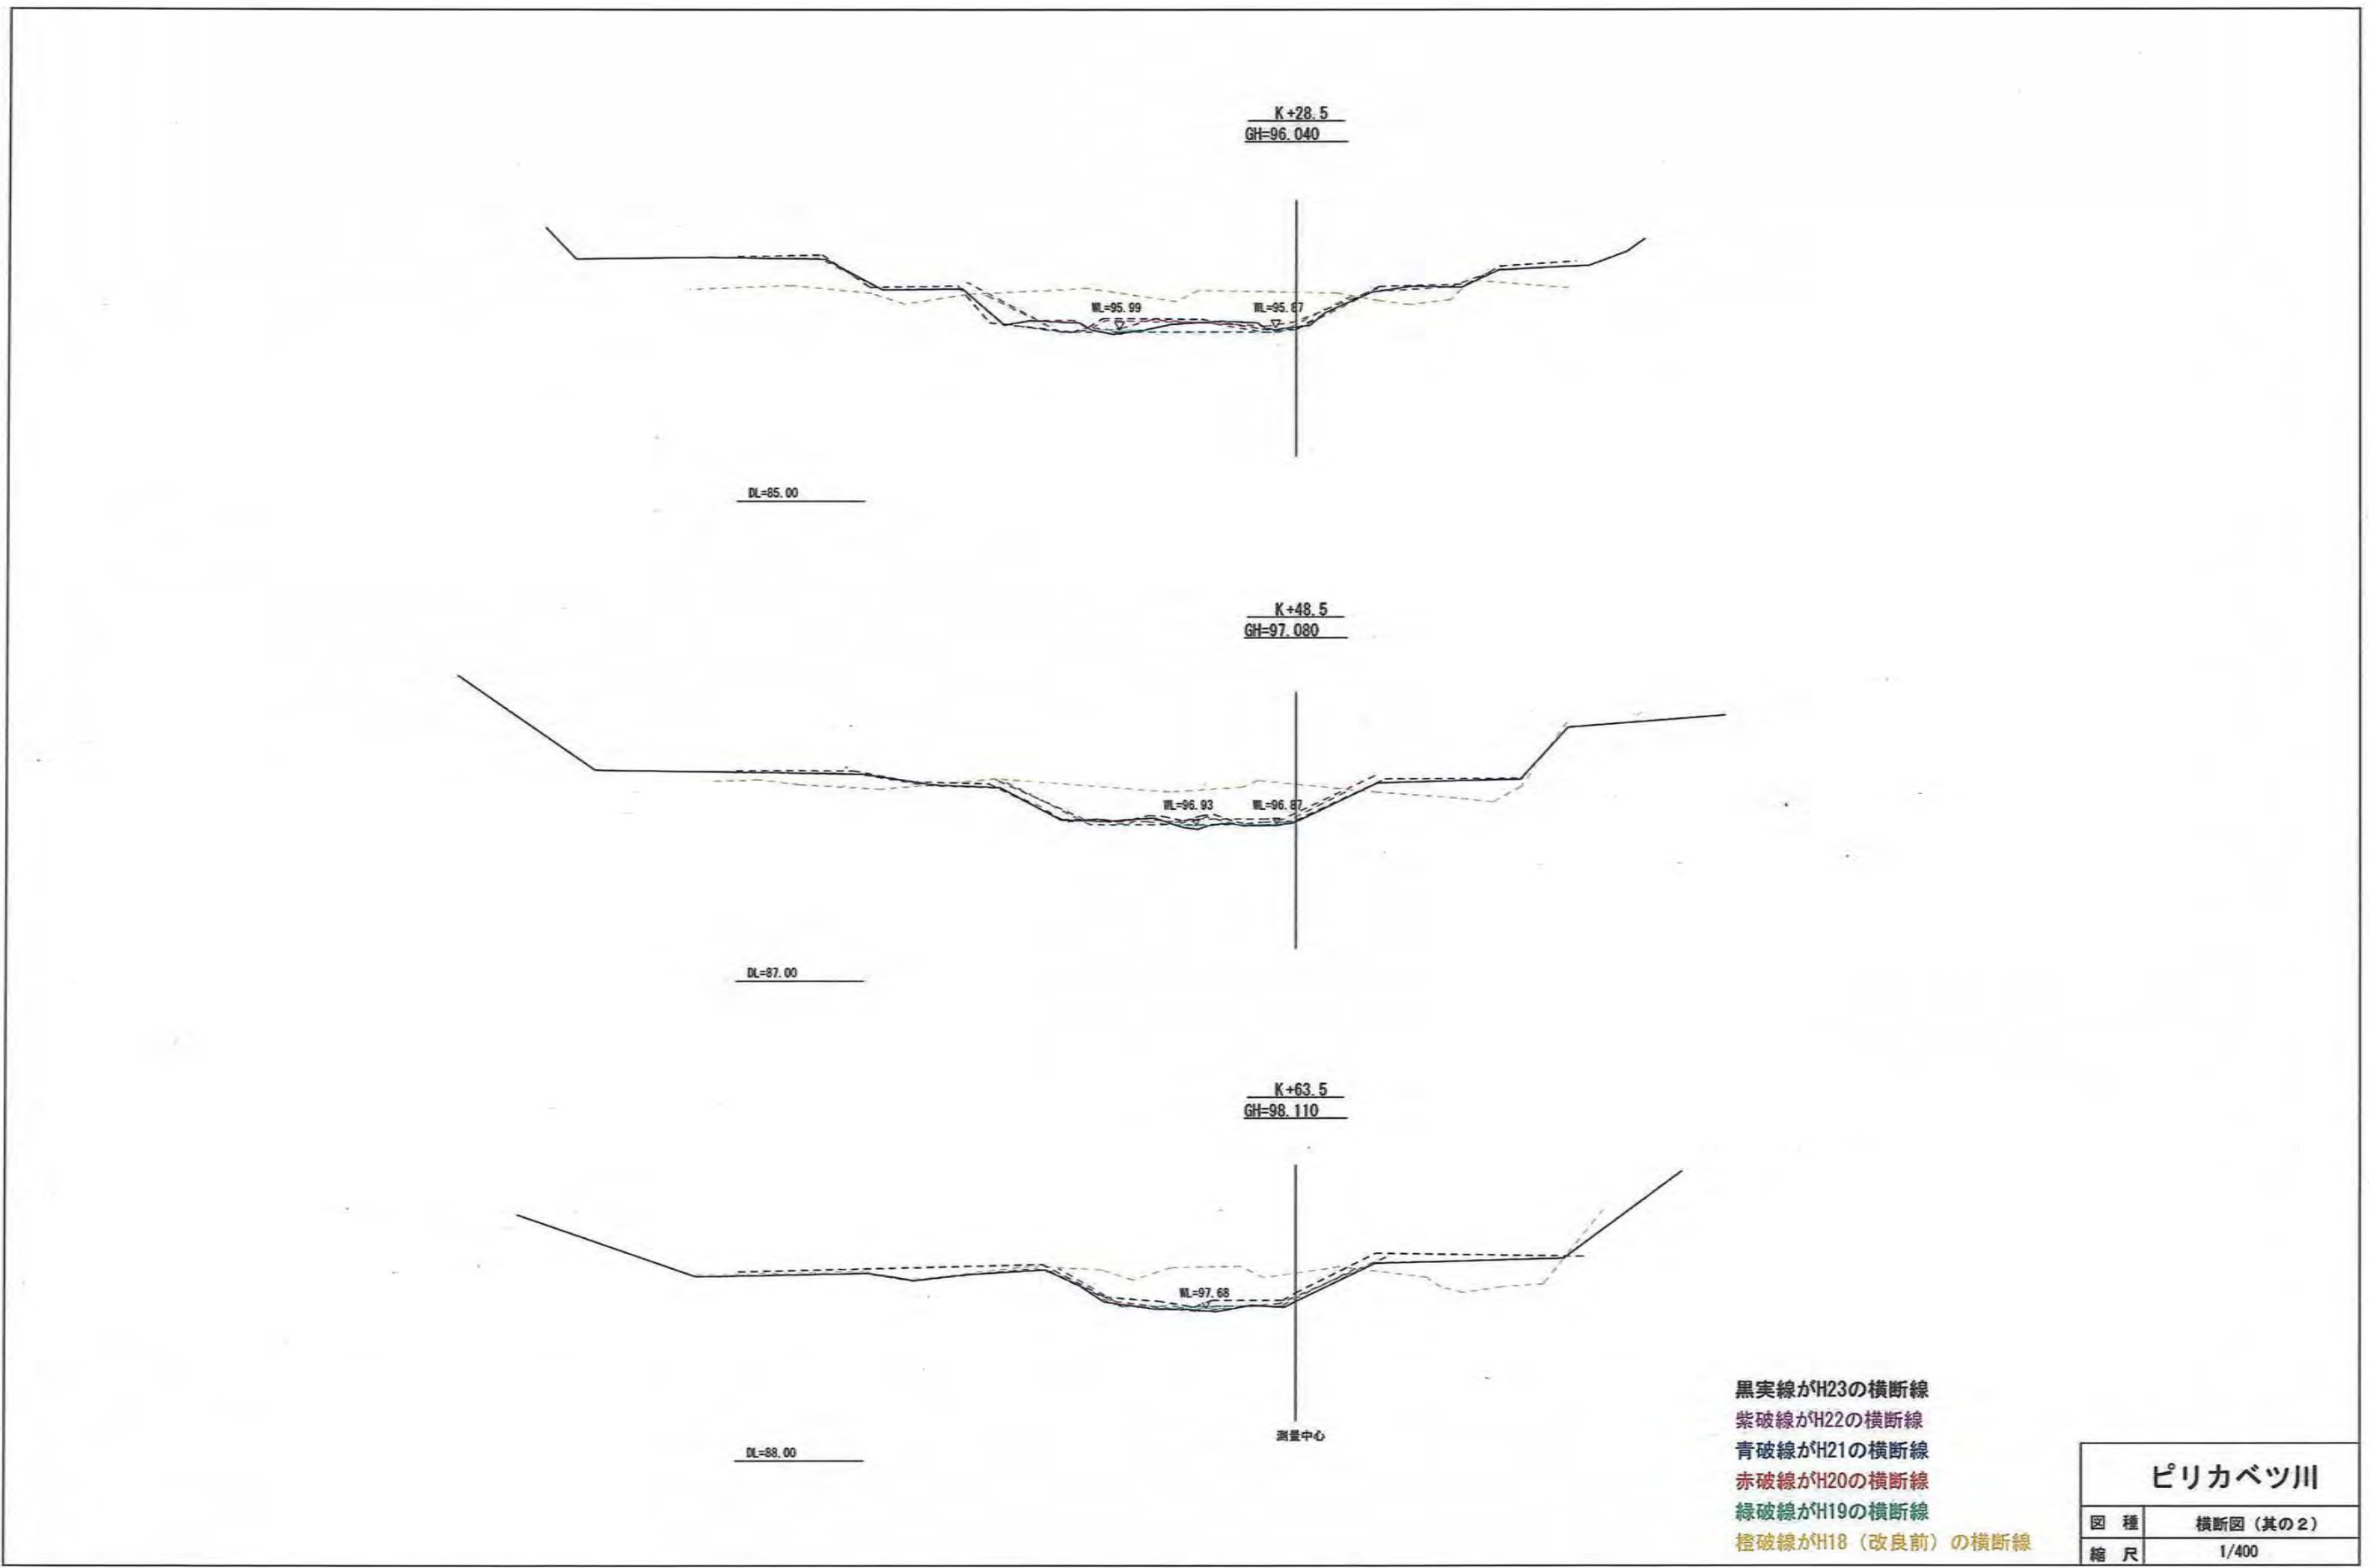 K+28.5
GH=96.040
WL=95.99
WL=95.87
DL=85.00
K+48.5
GH=97.080
WL=96.93
WL=96.87
DL=87.00
K+63.5
GH=98.110
WL=97.68
測量中心
DL=88.00
黒実線がH23の横断線
紫破線がH22の横断線
青破線がH21の横断線
赤破線がH20の横断線
緑破線がH19の横断線
橙破線がH18（改良前）の横断線
ピリカベツ川
図 種 横断図（其の２）
縮 尺 1/400